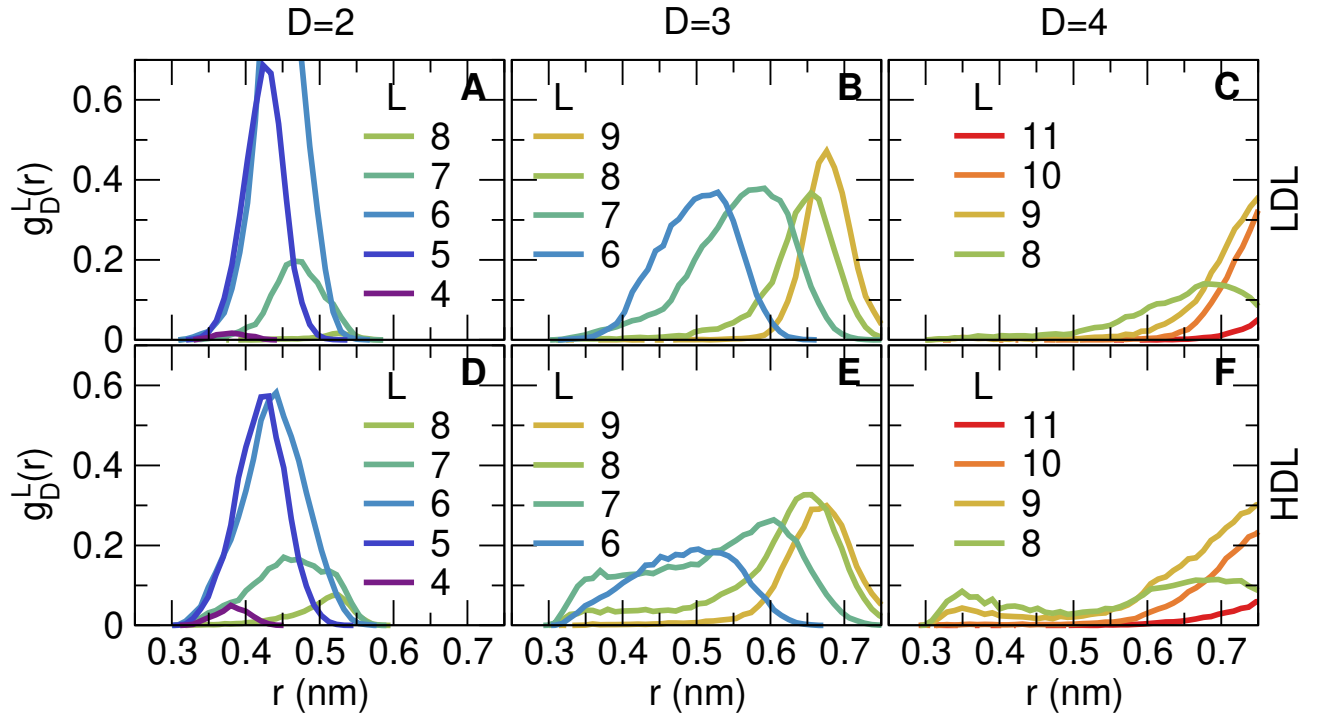 D=2 D=3 D=4
A B C
L L L
8 9 11
7 8 10
6 7 9
5 6 8
4
0.6
0.4
0.2
0
g_D^L(r)
LDL
D E F
L L L
8 9 11
7 8 10
6 7 9
5 6 8
4
0.6
0.4
0.2
0
g_D^L(r)
HDL
0.3 0.4 0.5 0.6 0.7 0.3 0.4 0.5 0.6 0.7 0.3 0.4 0.5 0.6 0.7
r (nm) r (nm) r (nm)